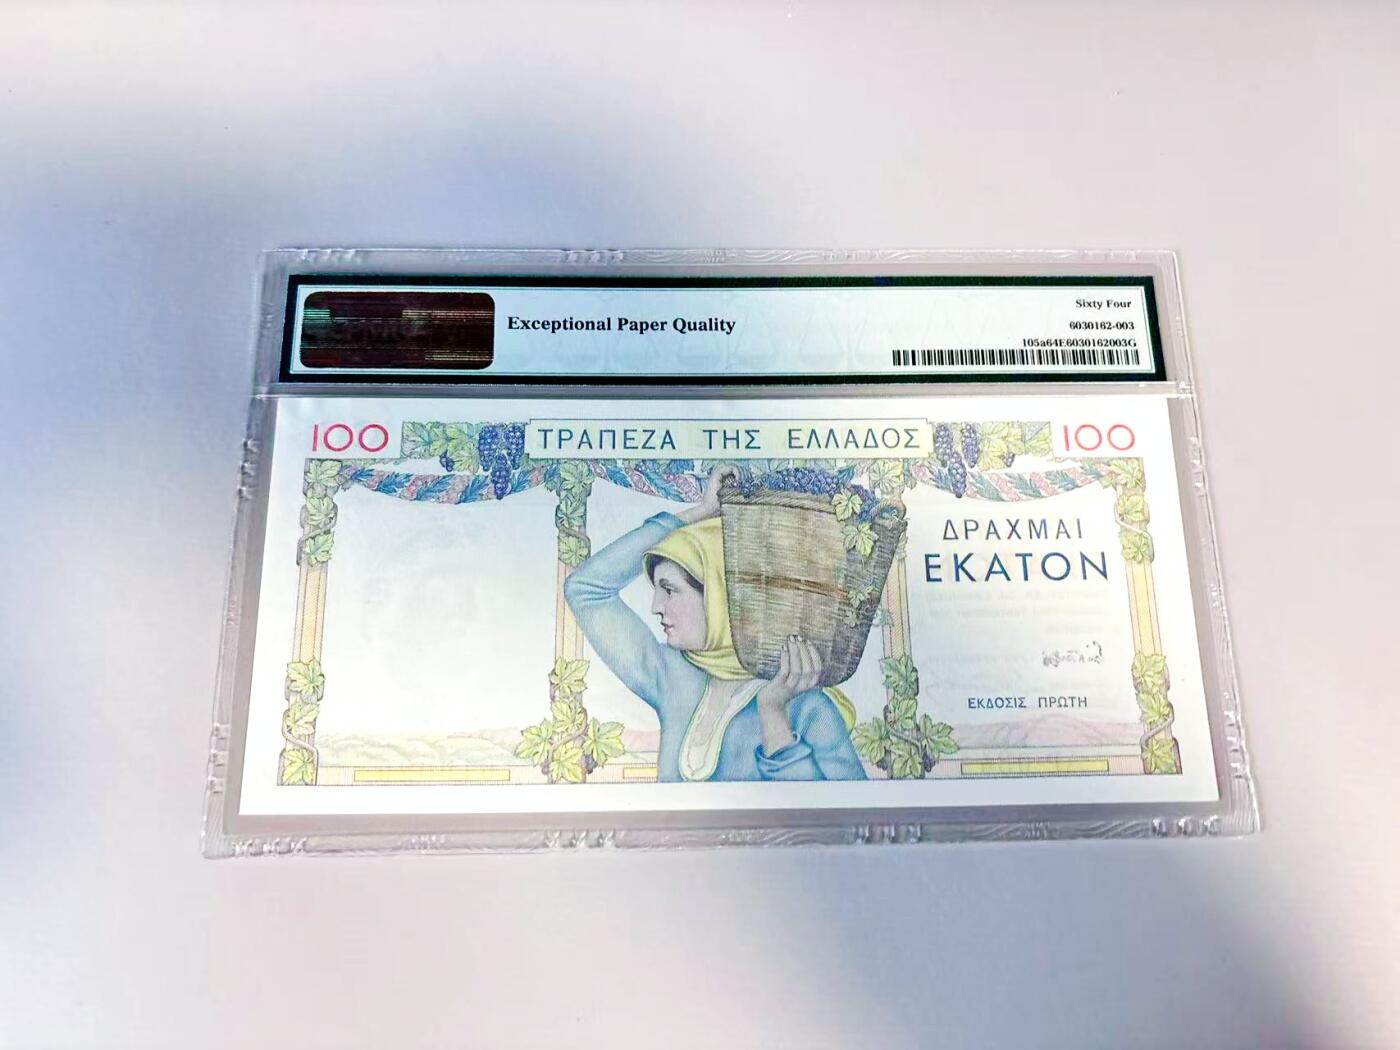 Exceptional Paper Quality
Sixty Four
6030162-003
105a64E6030162003G
100 ΤΡΑΠΕΖΑ ΤΗΣ ΕΛΛΑΔΟΣ 100
ΔΡΑΧΜΑΙ
ΕΚΑΤΟΝ
ΕΚΔΟΣΙΣ ΠΡΩΤΗ